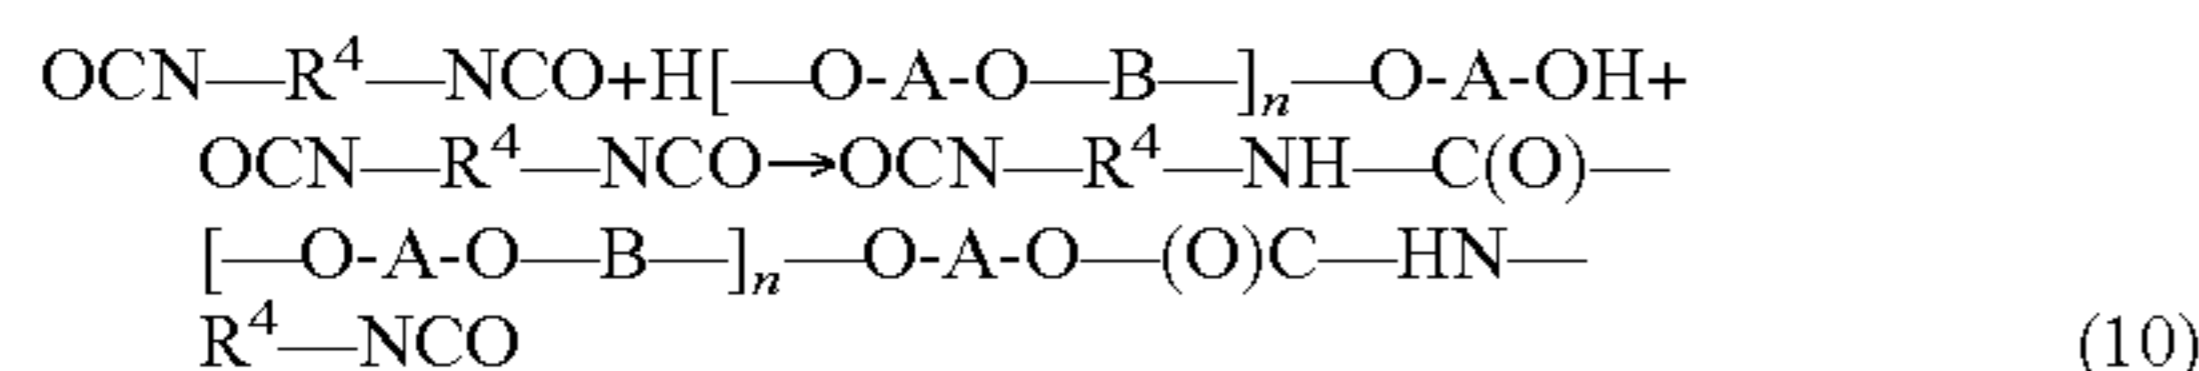 OCN—R⁴—NCO+H[—O-A-O—B—]ₙ—O-A-OH+
OCN—R⁴—NCO→OCN—R⁴—NH—C(O)—
[—O-A-O—B—]ₙ—O-A-O—(O)C—HN—
R⁴—NCO (10)